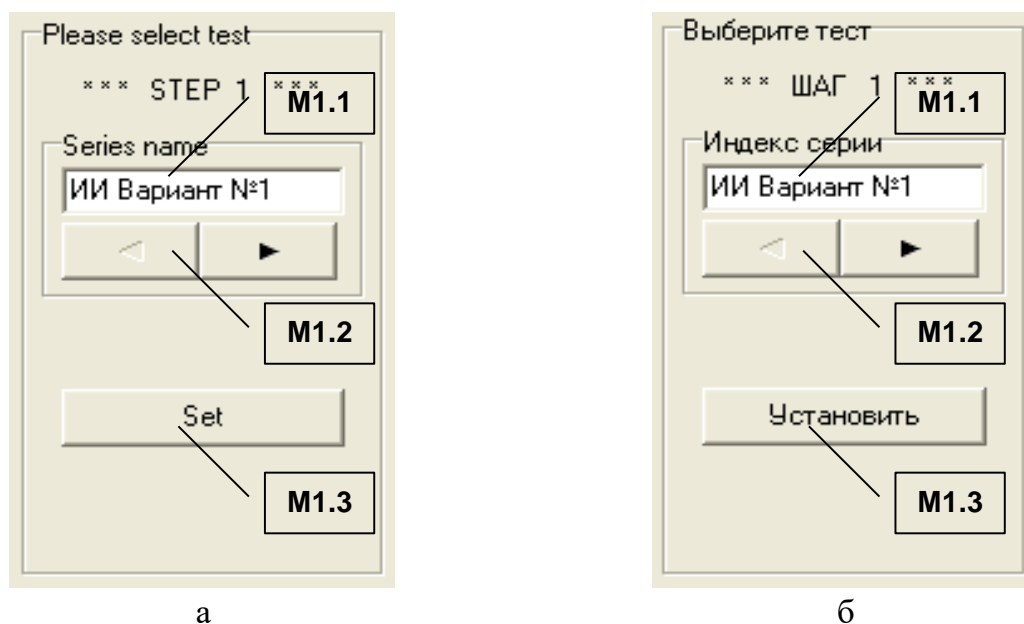 Please select test
*** STEP 1 ***
M1.1
Series name
ИИ Вариант №1
M1.2
Set
M1.3
а
Выберите тест
*** ШАГ 1 ***
M1.1
Индекс серии
ИИ Вариант №1
M1.2
Установить
M1.3
б